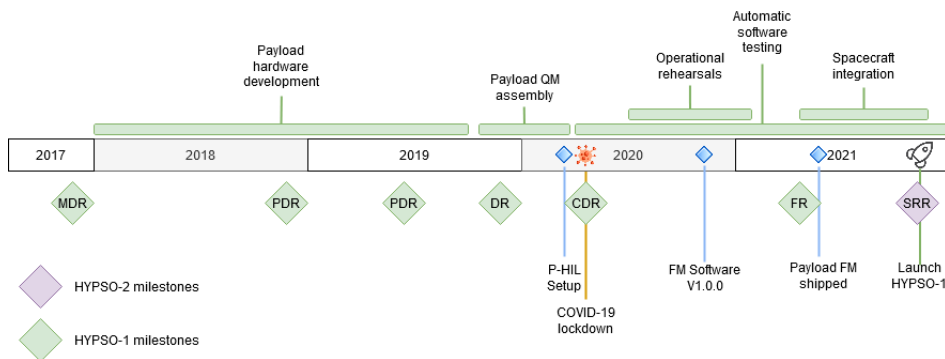 Automatic
software
testing
Payload
hardware
development
Operational
rehearsals
Spacecraft
integration
Payload QM
assembly
2017
2018
2019
2020
2021
MDR
PDR
PDR
DR
CDR
FR
SRR
P-HIL
Setup
FM Software
V1.0.0
Payload FM
shipped
Launch
HYPSO-1
COVID-19
lockdown
HYPSO-2 milestones
HYPSO-1 milestones